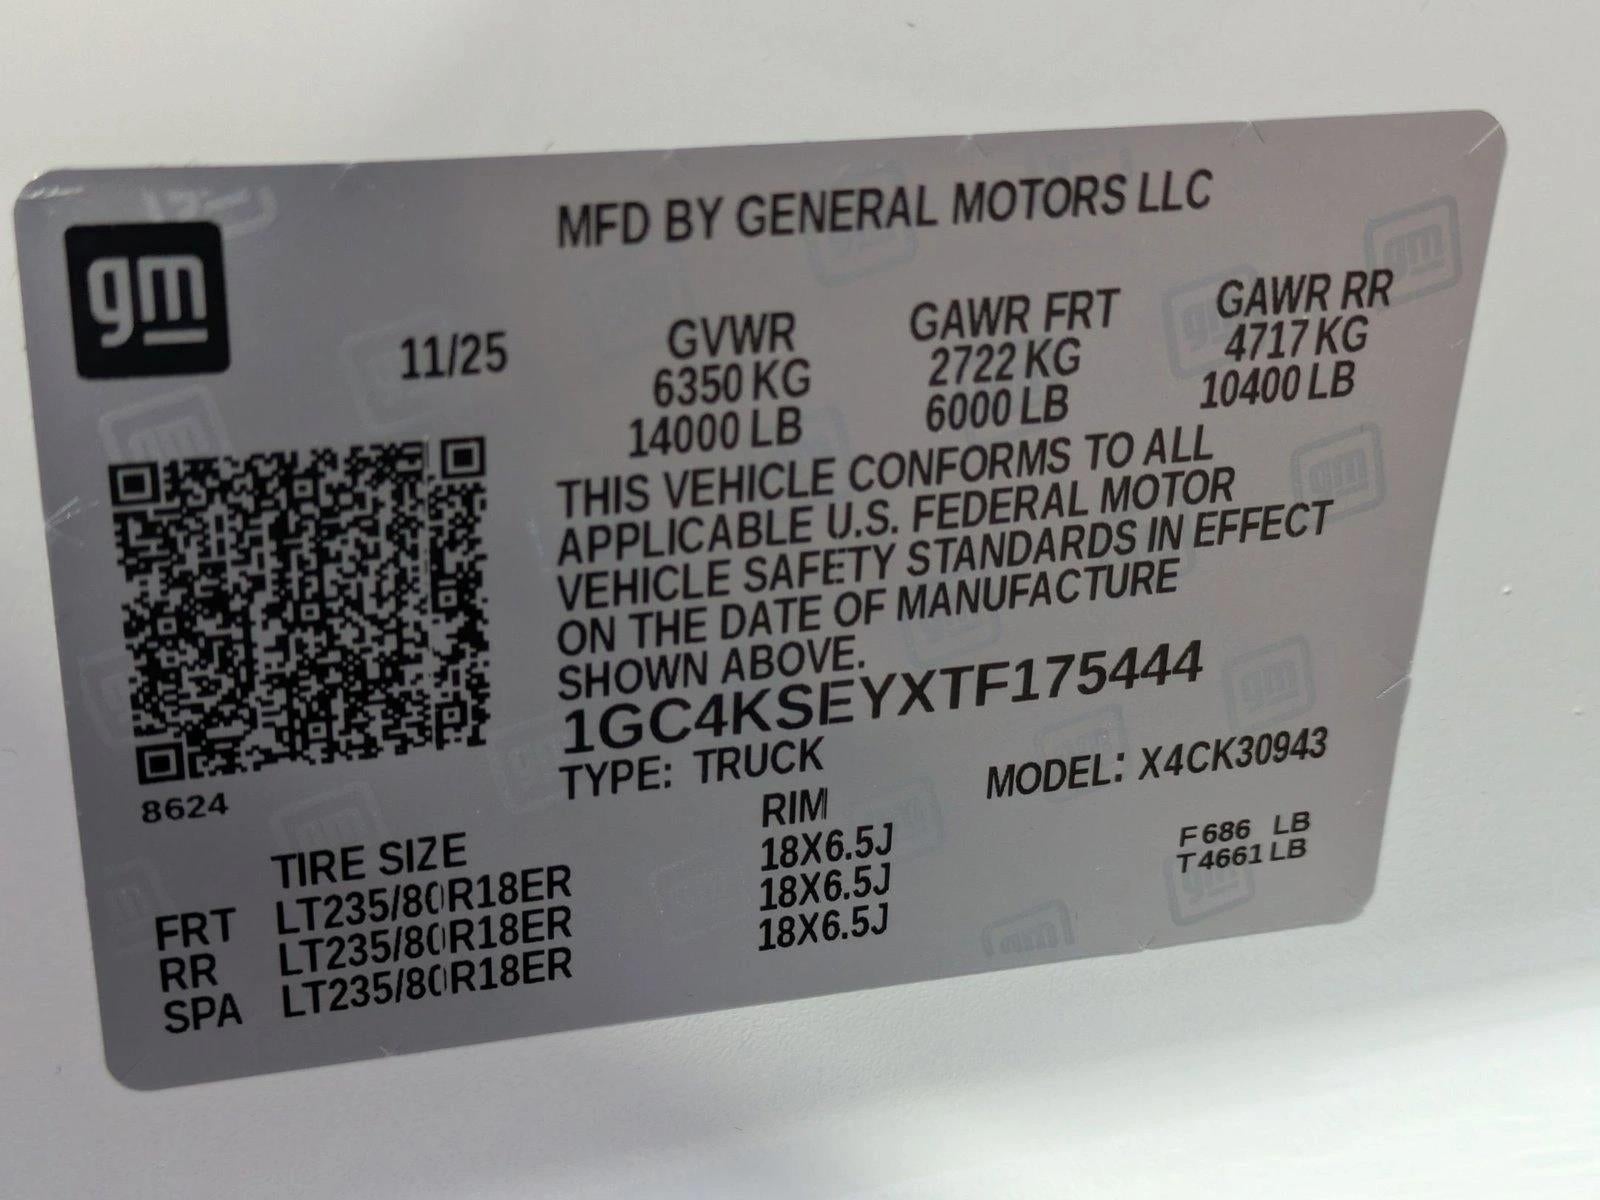 gm
MFD BY GENERAL MOTORS LLC
11/25
GVWR GAWR FRT GAWR RR
6350 KG 2722 KG 4717 KG
14000 LB 6000 LB 10400 LB
THIS VEHICLE CONFORMS TO ALL
APPLICABLE U.S. FEDERAL MOTOR
VEHICLE SAFETY STANDARDS IN EFFECT
ON THE DATE OF MANUFACTURE
SHOWN ABOVE.
1GC4KSEYXTF175444
TYPE: TRUCK MODEL: X4CK30943
8624
TIRE SIZE RIM
FRT LT235/80R18ER 18X6.5J
RR LT235/80R18ER 18X6.5J
SPA LT235/80R18ER 18X6.5J
F 686 LB
T 4661 LB